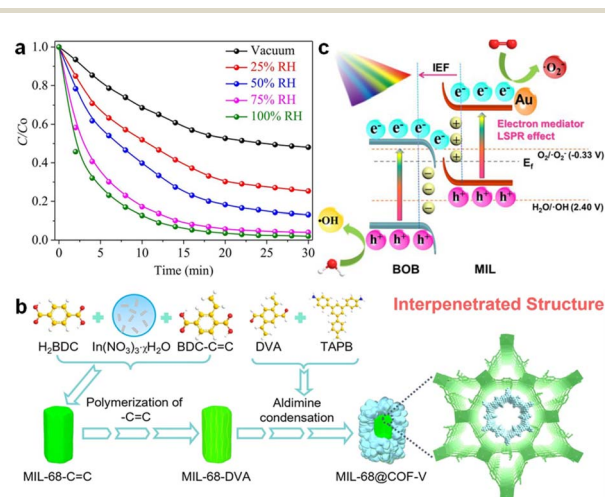 a
C/Co
1.0
0.8
0.6
0.4
0.2
0.0
0 5 10 15 20 25 30
Time (min)
Vacuum
25% RH
50% RH
75% RH
100% RH
c
IEF
·O₂⁻
e⁻ e⁻ e⁻
Au
e⁻ e⁻ e⁻ e⁻
Electron mediator
LSPR effect
O₂/·O₂⁻ (-0.33 V)
E_f
H₂O/·OH (2.40 V)
·OH
h⁺ h⁺ h⁺
h⁺ h⁺ h⁺
BOB MIL
b
H₂BDC
In(NO₃)₃·χH₂O
BDC-C=C
DVA
TAPB
Interpenetrated Structure
Polymerization of
-C=C
Aldimine
condensation
MIL-68-C=C
MIL-68-DVA
MIL-68@COF-V